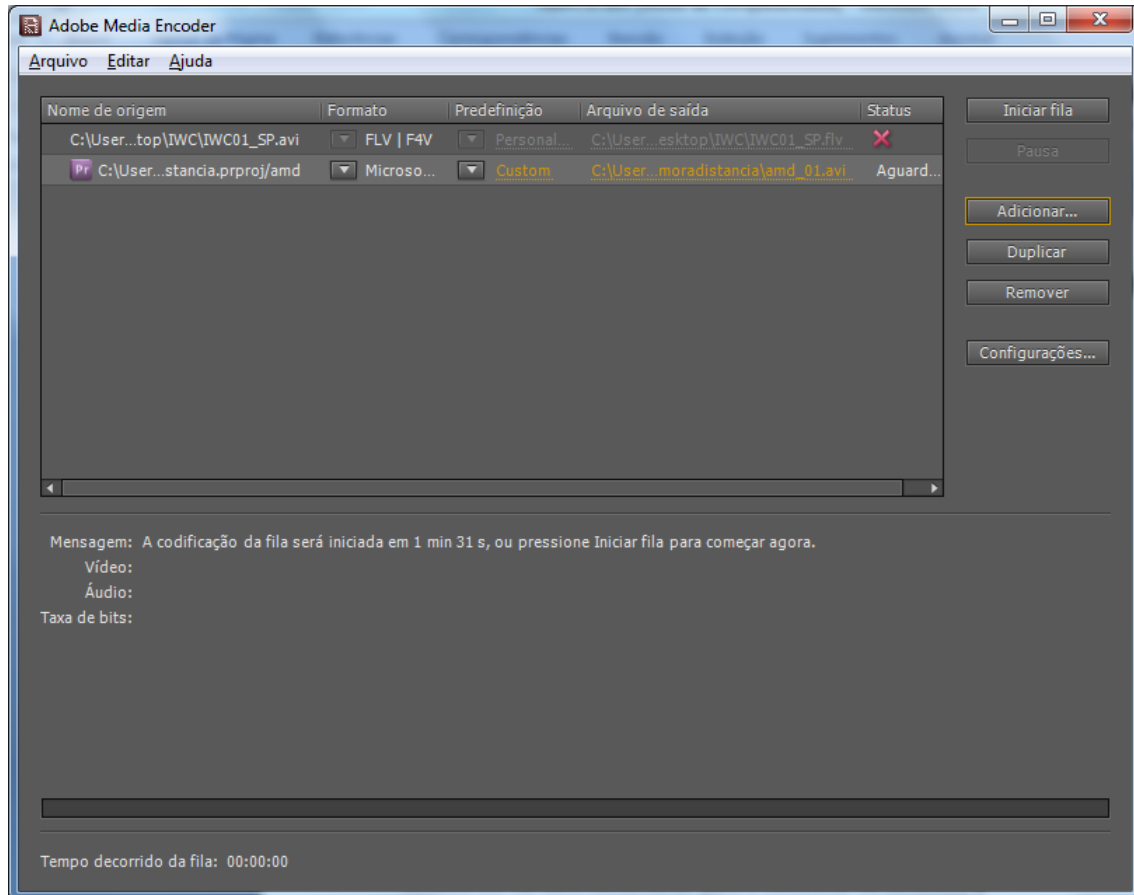 Adobe Media Encoder
Arquivo Editar Ajuda
Nome de origem Formato Predefinição Arquivo de saída Status
C:\User...top\IWC\IWC01_SP.avi FLV | F4V Personal... C:\User...esktop\IWC\IWC01_SP.flv
Pr C:\User...stancia.prproj/amd Microso... Custom C:\User...moradistancia\amd_01.avi Aguard...
Iniciar fila
Pausa
Adicionar...
Duplicar
Remover
Configurações...
Mensagem: A codificação da fila será iniciada em 1 min 31 s, ou pressione Iniciar fila para começar agora.
Vídeo:
Áudio:
Taxa de bits:
Tempo decorrido da fila: 00:00:00